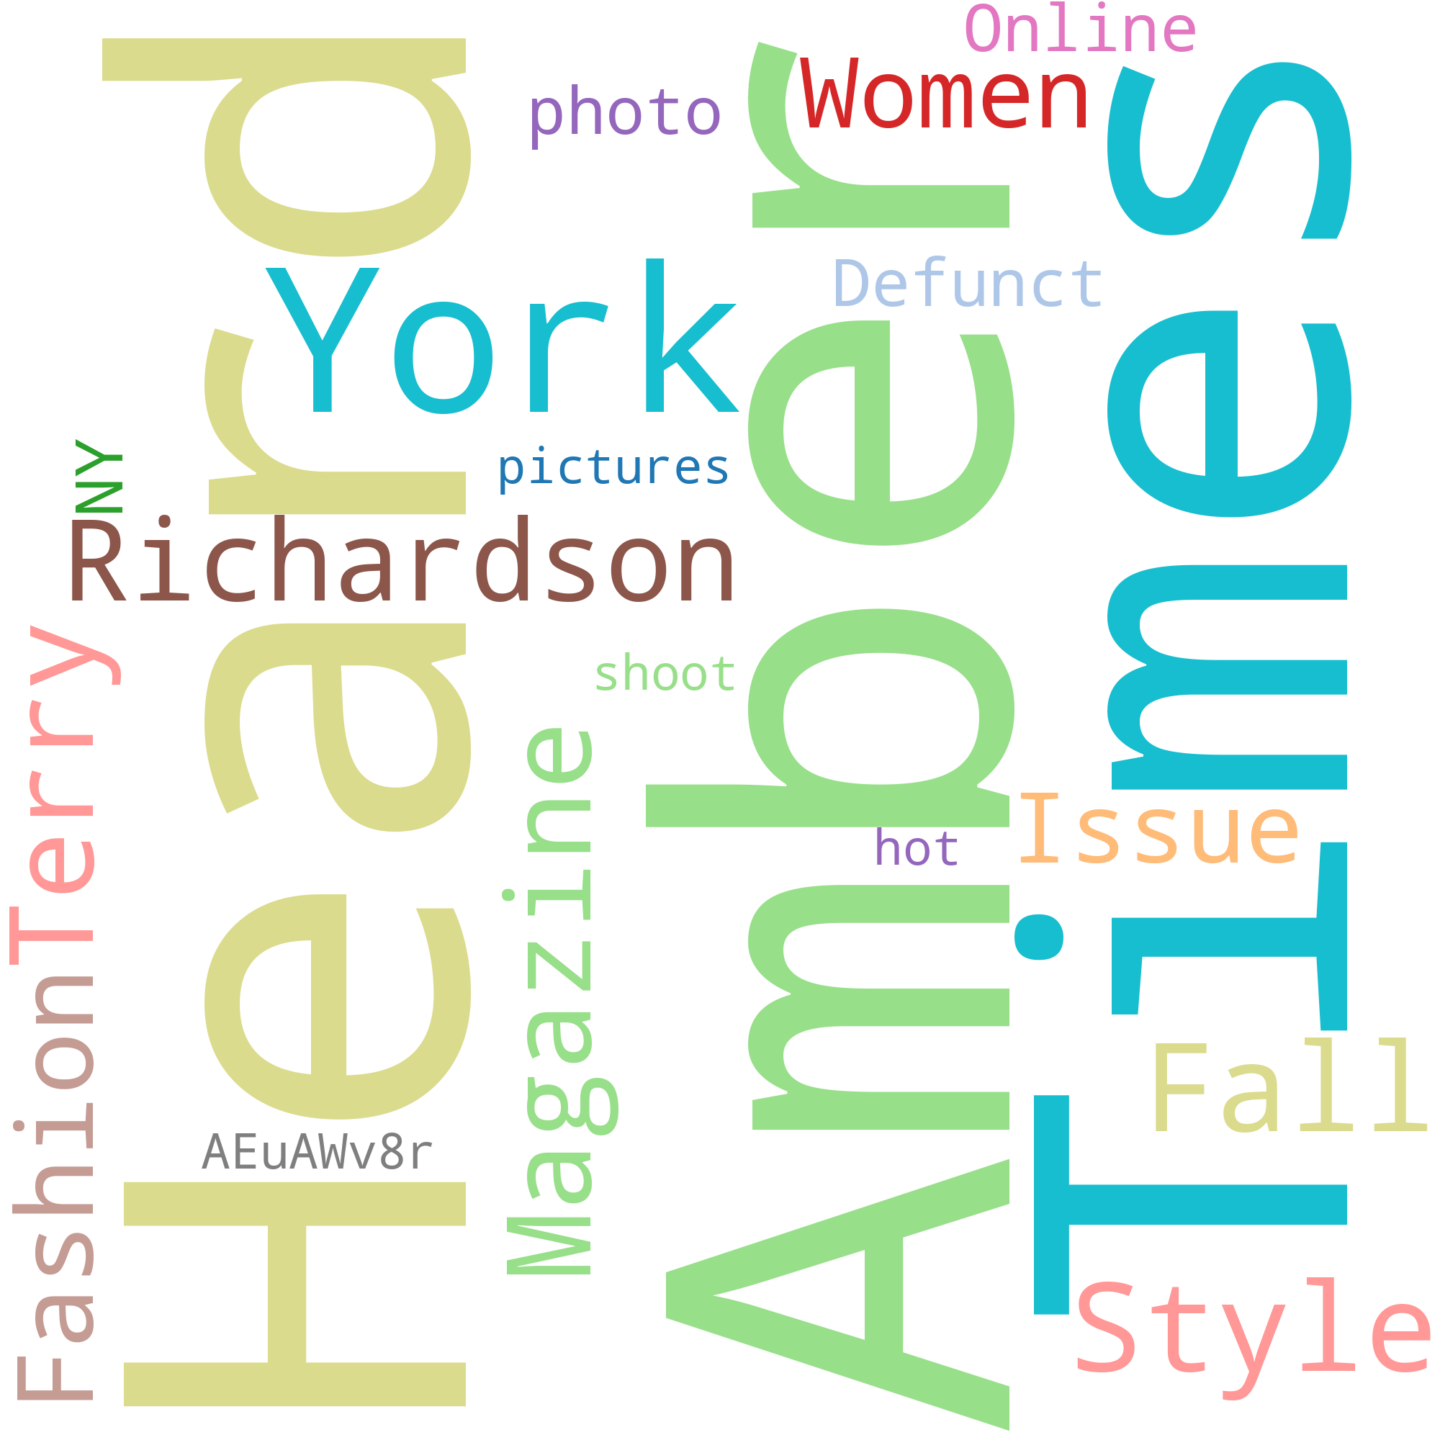 Online
Women
photo
Heard
Amber
Times
York
Defunct
NY
pictures
Richardson
Terry
shoot
Magazine
Issue
hot
Fashion
Fall
AEuAWv8r
Style